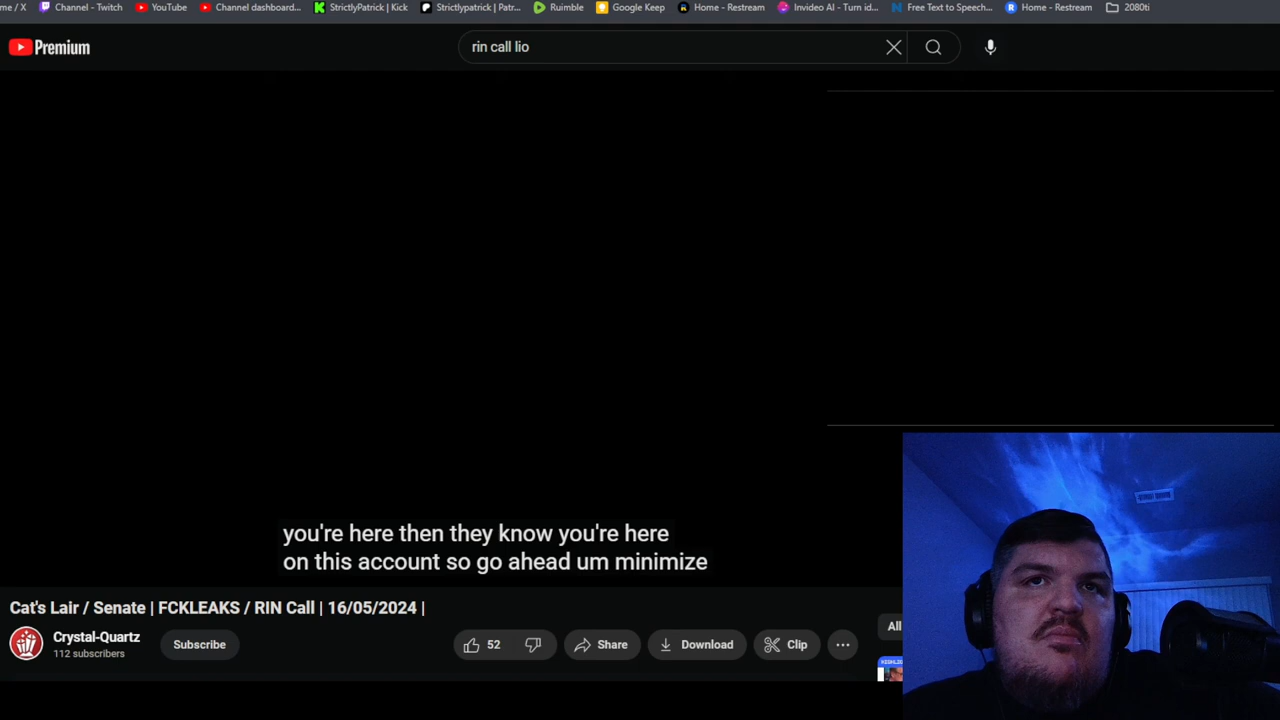 me / X Channel - Twitch YouTube Channel dashboard... StrictlyPatrick | Kick Strictlypatrick | Patr... Rumble Google Keep Home - Restream Invideo AI - Turn id... Free Text to Speech... Home - Restream 2080ti
Premium
rin call lio
you're here then they know you're here
on this account so go ahead um minimize
Cat's Lair / Senate | FCKLEAKS / RIN Call | 16/05/2024 |
Crystal-Quartz
112 subscribers
Subscribe
52
Share
Download
Clip
All